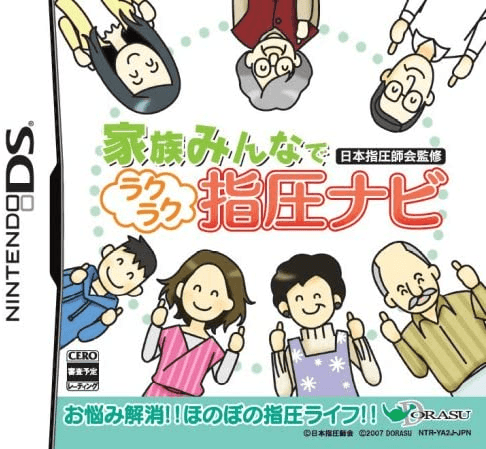 NINTENDO DS
家族みんなで
日本指圧師会監修
ラクラク
指圧ナビ
CERO
審査予定
レーティング
お悩み解消!!ほのぼの指圧ライフ!!
DORASU
©日本指圧師会 ©2007 DORASU NTR-YA2J-JPN